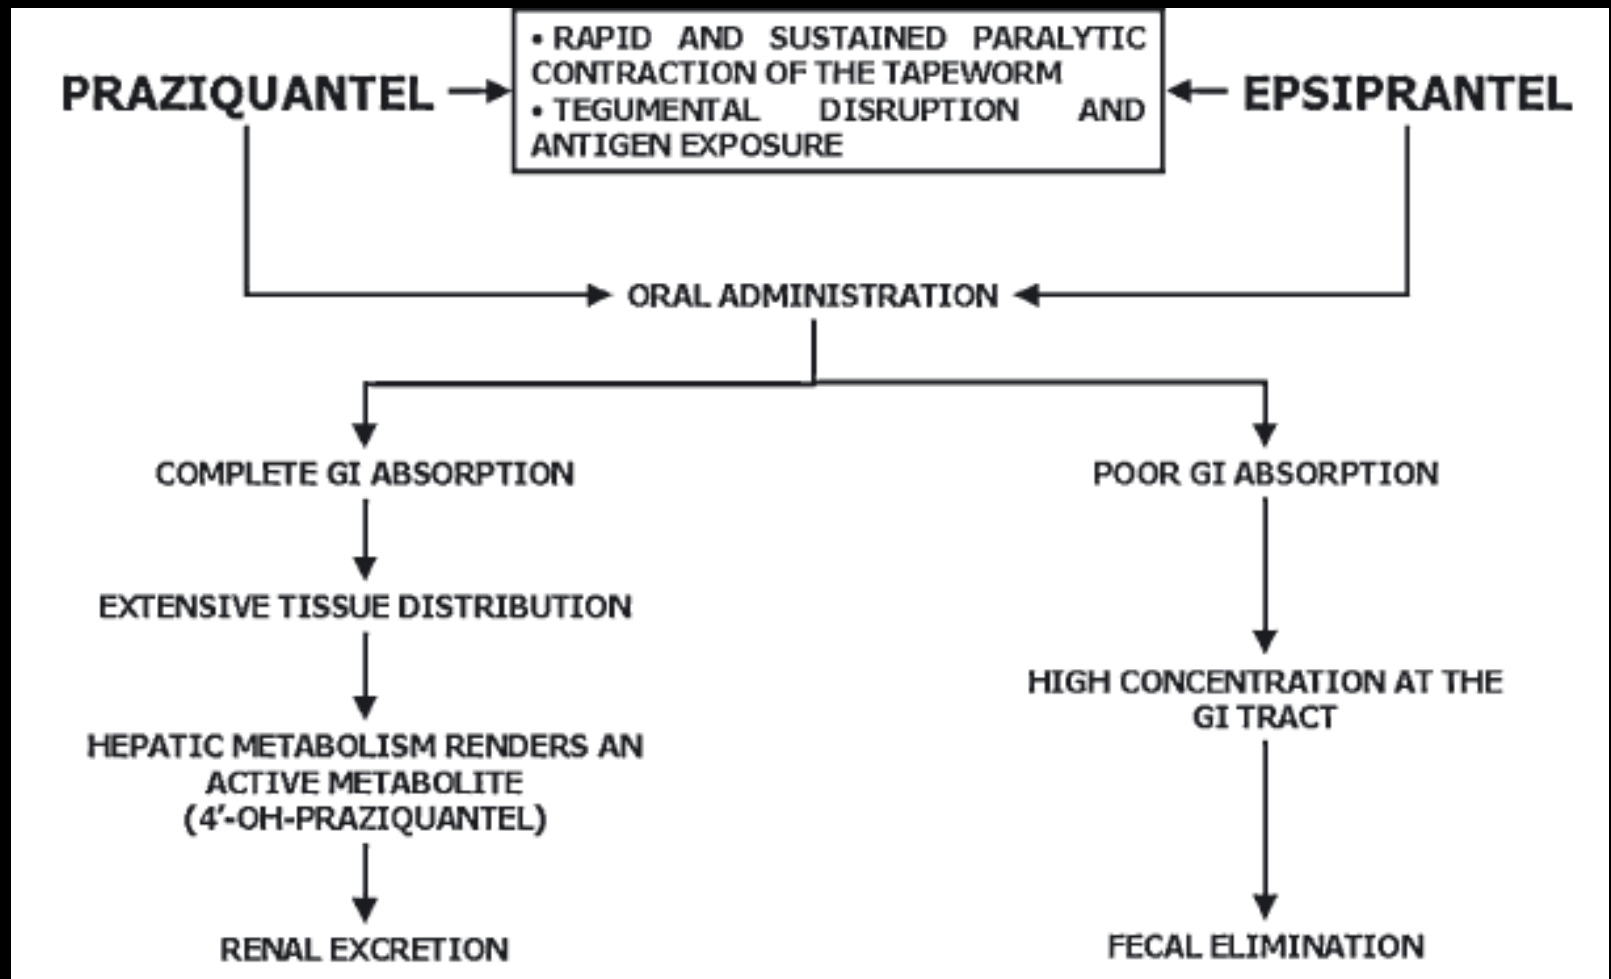 PRAZIQUANTEL
• RAPID AND SUSTAINED PARALYTIC
CONTRACTION OF THE TAPEWORM
• TEGUMENTAL DISRUPTION AND
ANTIGEN EXPOSURE
EPSIPRANTEL
ORAL ADMINISTRATION
COMPLETE GI ABSORPTION
EXTENSIVE TISSUE DISTRIBUTION
HEPATIC METABOLISM RENDERS AN
ACTIVE METABOLITE
(4′-OH-PRAZIQUANTEL)
RENAL EXCRETION
POOR GI ABSORPTION
HIGH CONCENTRATION AT THE
GI TRACT
FECAL ELIMINATION